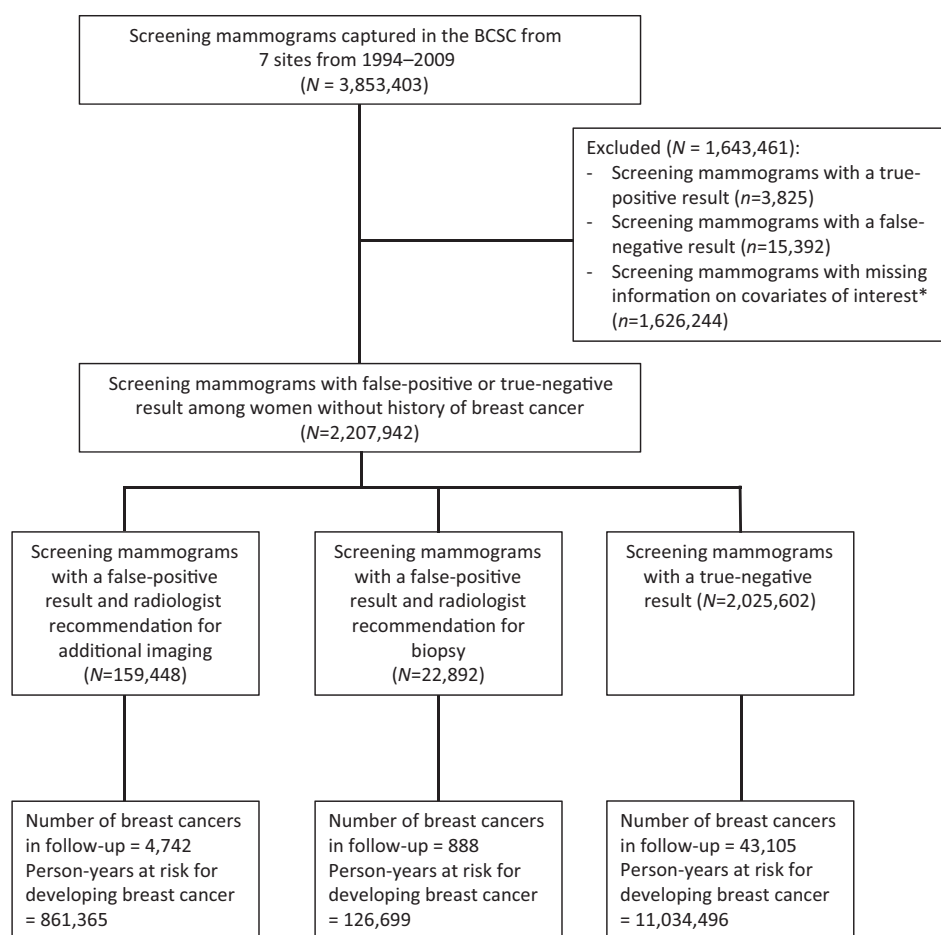 Screening mammograms captured in the BCSC from
7 sites from 1994–2009
(N = 3,853,403)
Excluded (N = 1,643,461):
- Screening mammograms with a true-
positive result (n=3,825)
- Screening mammograms with a false-
negative result (n=15,392)
- Screening mammograms with missing
information on covariates of interest*
(n=1,626,244)
Screening mammograms with false-positive or true-negative
result among women without history of breast cancer
(N=2,207,942)
Screening mammograms
with a false-positive
result and radiologist
recommendation for
additional imaging
(N=159,448)
Screening mammograms
with a false-positive
result and radiologist
recommendation for
biopsy
(N=22,892)
Screening mammograms
with a true-negative
result (N=2,025,602)
Number of breast cancers
in follow-up = 4,742
Person-years at risk for
developing breast cancer
= 861,365
Number of breast cancers
in follow-up = 888
Person-years at risk for
developing breast cancer
= 126,699
Number of breast cancers
in follow-up = 43,105
Person-years at risk for
developing breast cancer
= 11,034,496